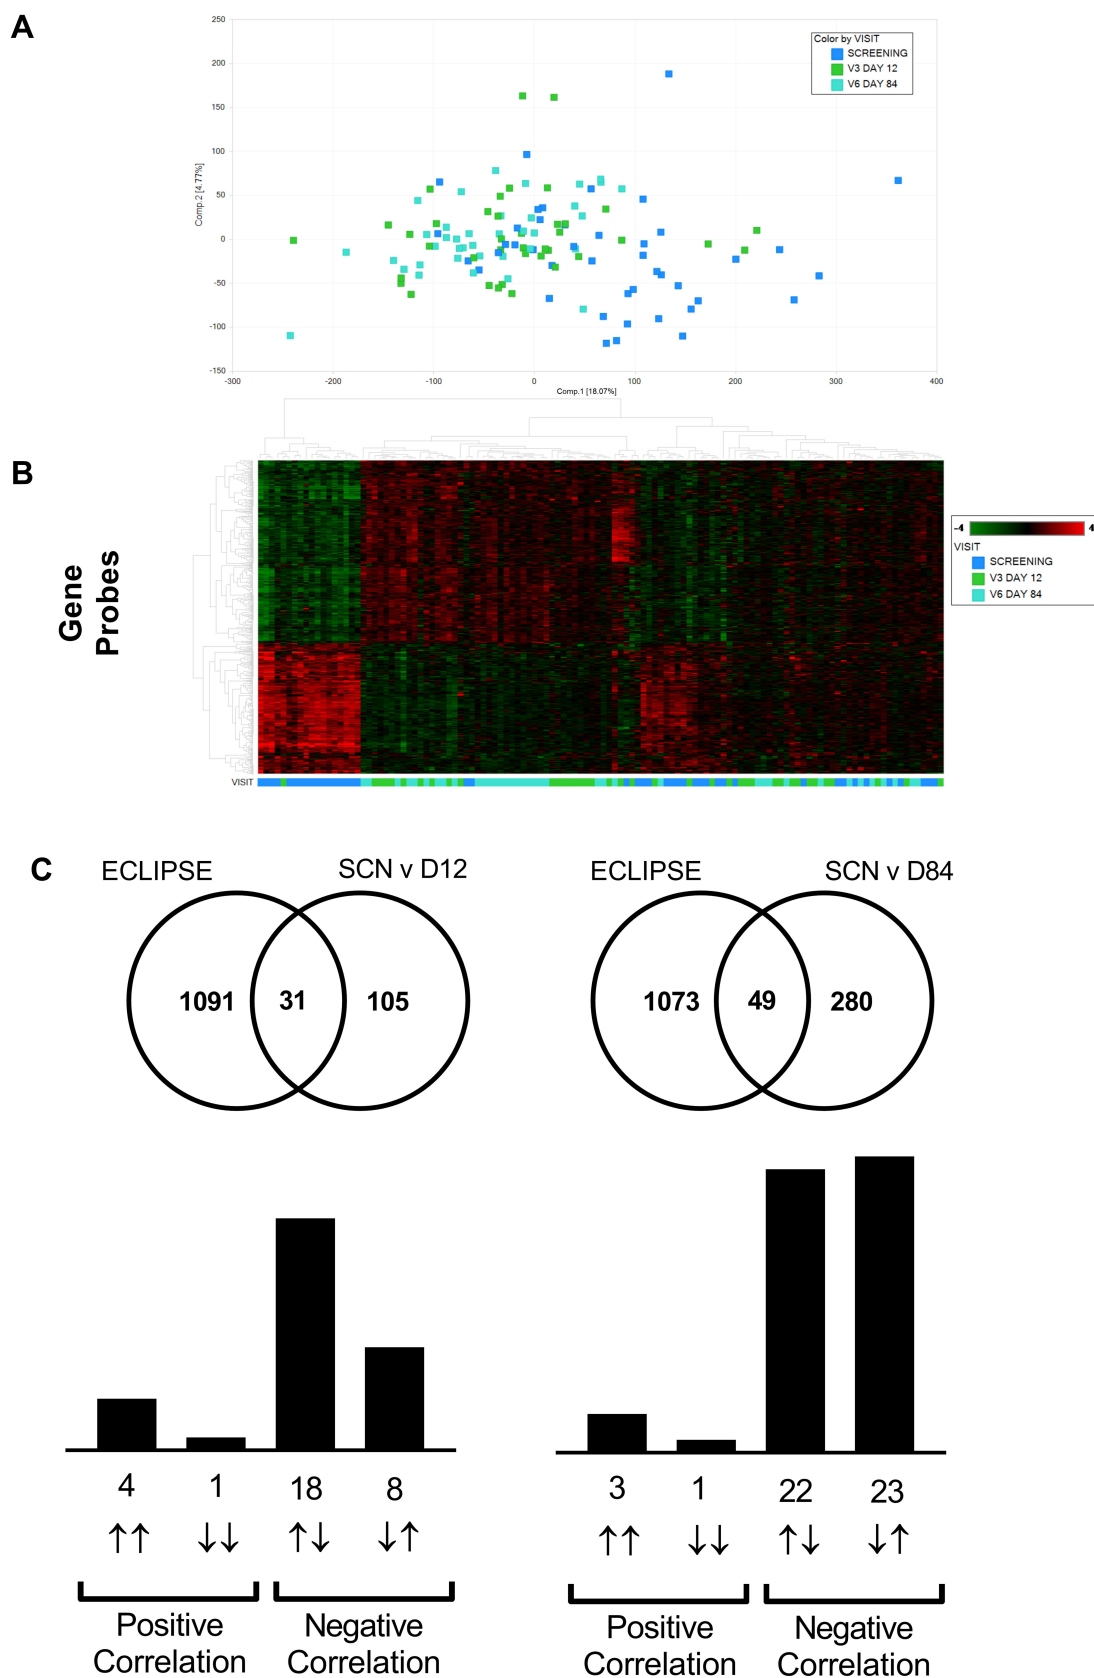 A
250
200
150
100
50
0
-50
-100
-150
Comp.2 [4.77%]
Color by VISIT
SCREENING
V3 DAY 12
V6 DAY 84
-300 -200 -100 0 100 200 300 400
Comp.1 [18.07%]
B
Gene
Probes
-4 4
VISIT
SCREENING
V3 DAY 12
V6 DAY 84
VISIT
C
ECLIPSE SCN v D12
1091 31 105
ECLIPSE SCN v D84
1073 49 280
4 1 18 8
↑↑ ↓↓ ↑↓ ↓↑
Positive
Correlation
Negative
Correlation
3 1 22 23
↑↑ ↓↓ ↑↓ ↓↑
Positive
Correlation
Negative
Correlation